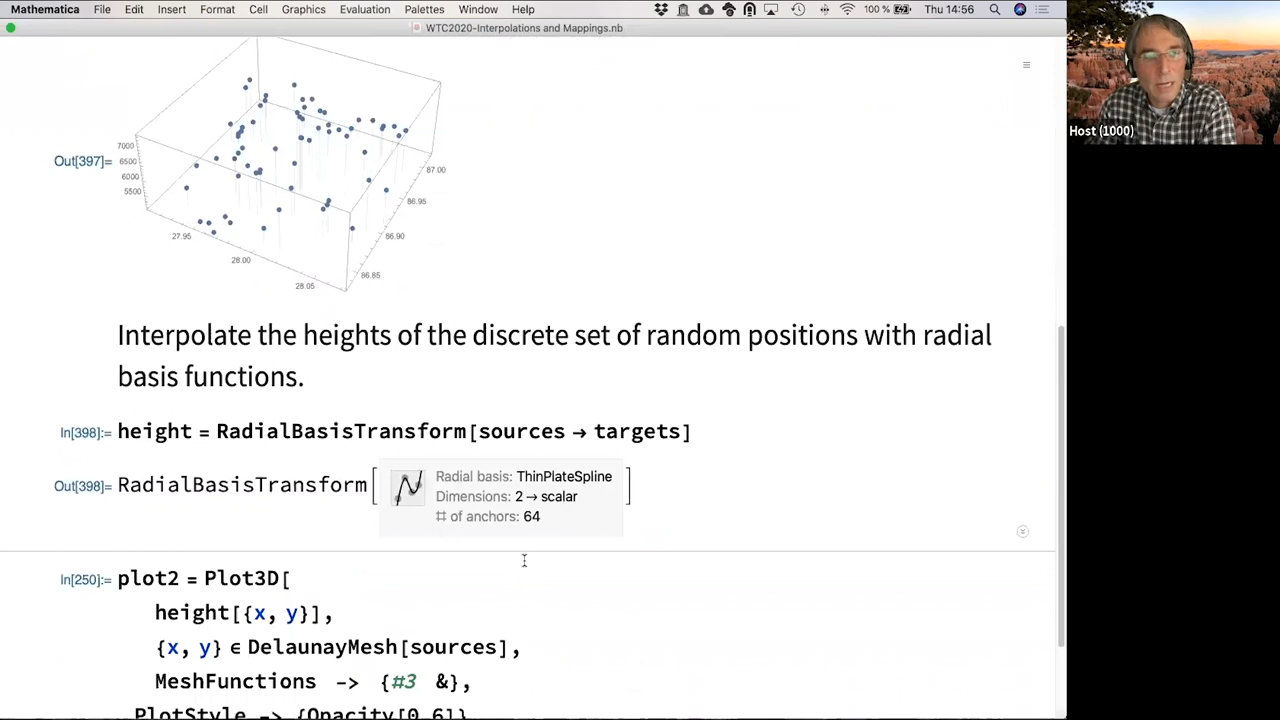 Mathematica File Edit Insert Format Cell Graphics Evaluation Palettes Window Help 100 % Thu 14:56
WTC2020-Interpolations and Mappings.nb
Host (1000)
Out[397]=
7000
6500
6000
5500
87.00
86.95
86.90
86.85
27.95
28.00
28.05
Interpolate the heights of the discrete set of random positions with radial
basis functions.
In[398]:= height = RadialBasisTransform[sources → targets]
Out[398]= RadialBasisTransform[
Radial basis: ThinPlateSpline
Dimensions: 2 → scalar
# of anchors: 64
]
In[250]:= plot2 = Plot3D[
height[{x, y}],
{x, y} ∈ DelaunayMesh[sources],
MeshFunctions -> {#3 &},
PlotStyle -> {Opacity[0.6]}